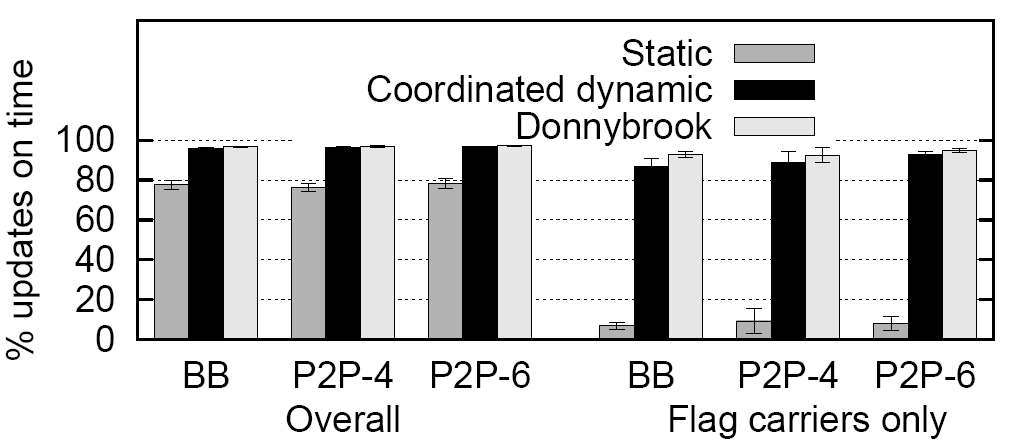 Static
Coordinated dynamic
Donnybrook
% updates on time
100
80
60
40
20
0
BB P2P-4 P2P-6 BB P2P-4 P2P-6
Overall Flag carriers only